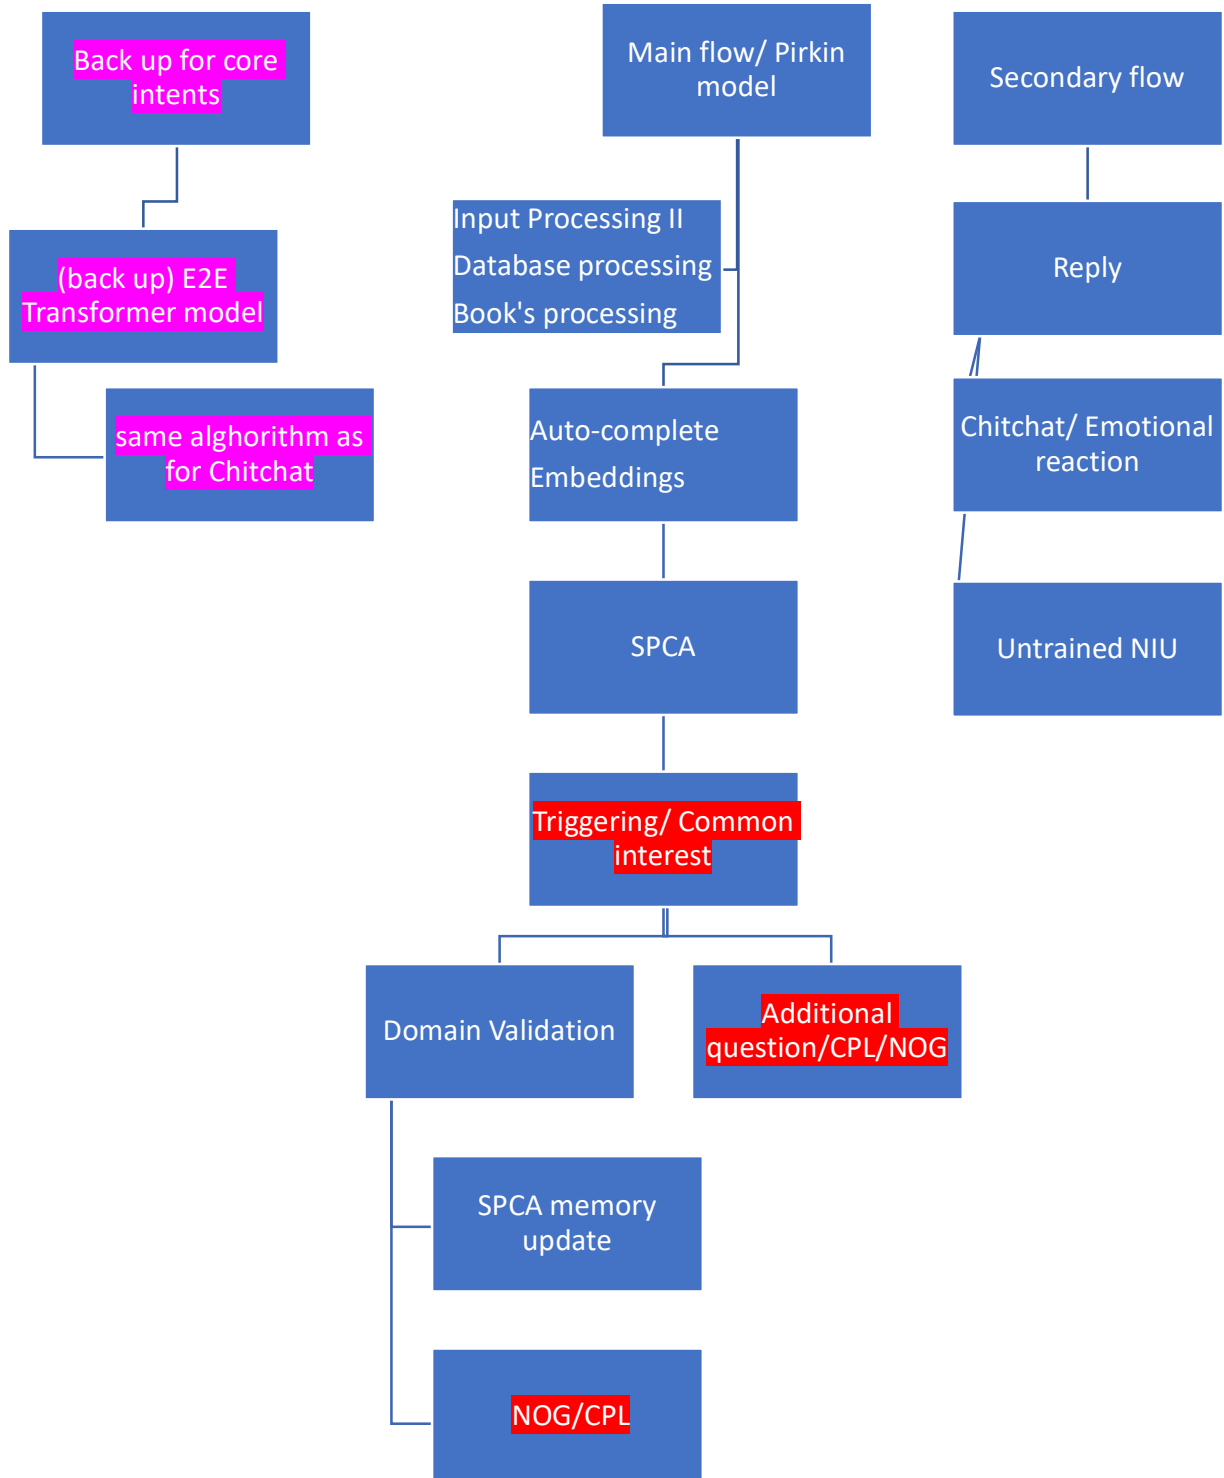 Back up for core
intents
(back up) E2E
Transformer model
same alghorithm as
for Chitchat
Main flow/ Pirkin
model
Input Processing II
Database processing
Book's processing
Auto-complete
Embeddings
SPCA
Triggering/ Common
interest
Domain Validation
Additional
question/CPL/NOG
SPCA memory
update
NOG/CPL
Secondary flow
Reply
Chitchat/ Emotional
reaction
Untrained NIU